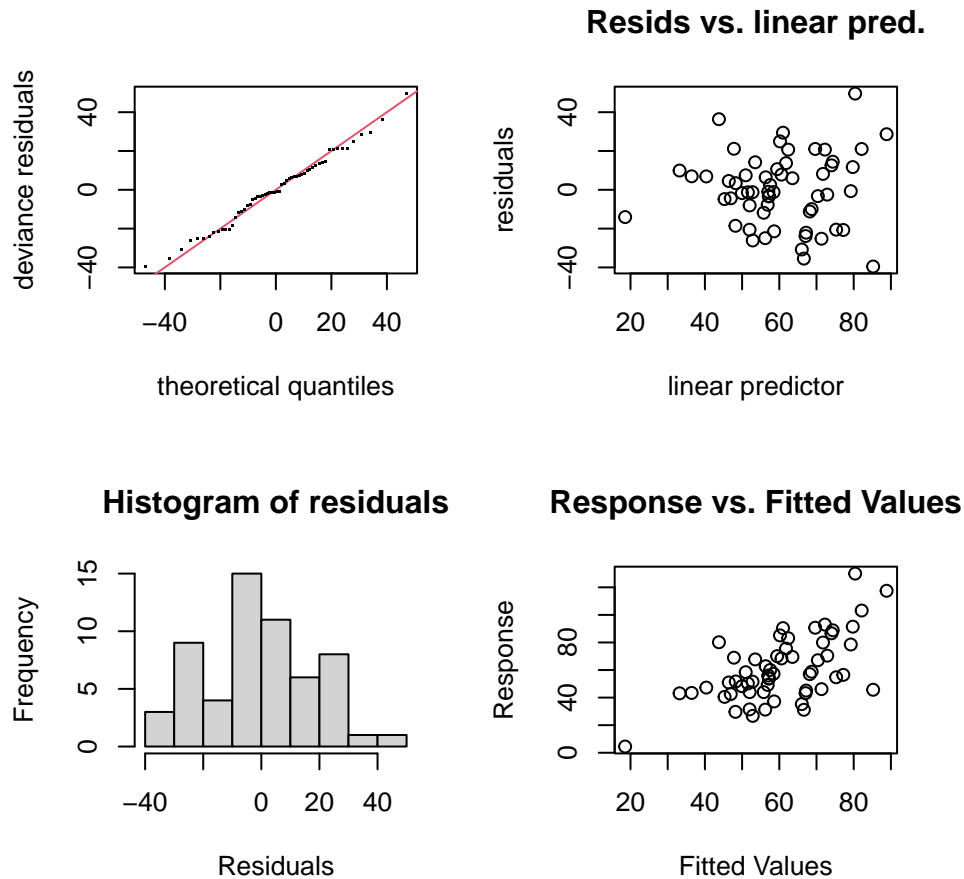 deviance residuals
40
0
−40
−40
0
20
40
theoretical quantiles
Resids vs. linear pred.
residuals
40
0
−40
20
40
60
80
linear predictor
Histogram of residuals
Frequency
15
10
5
0
−40
0
20
40
Residuals
Response vs. Fitted Values
Response
80
40
0
20
40
60
80
Fitted Values